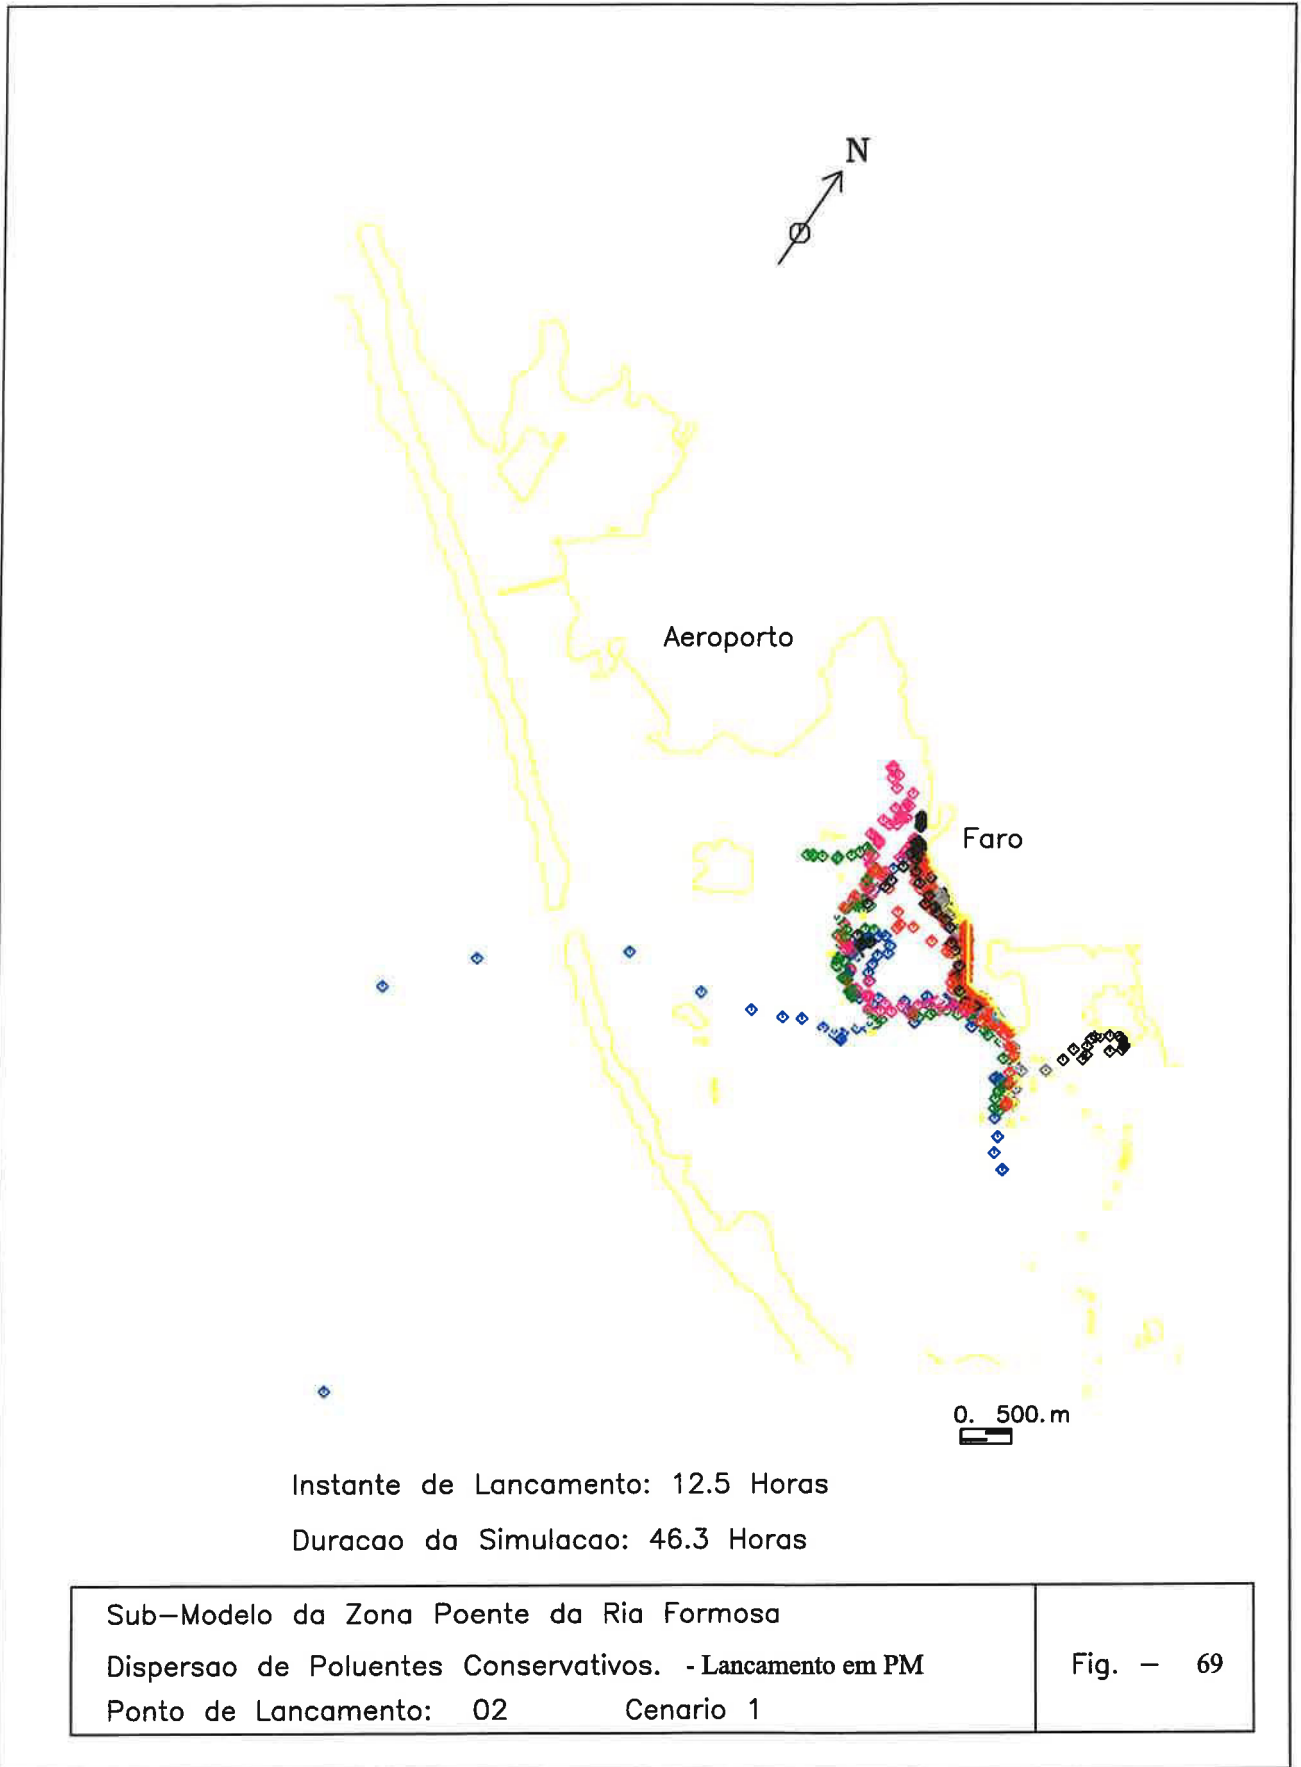 N
Aeroporto
Faro
0. 500.m
Instante de Lancamento: 12.5 Horas
Duracao da Simulacao: 46.3 Horas
Sub-Modelo da Zona Poente da Ria Formosa
Dispersao de Poluentes Conservativos. - Lancamento em PM
Ponto de Lancamento: 02 Cenario 1
Fig. - 69